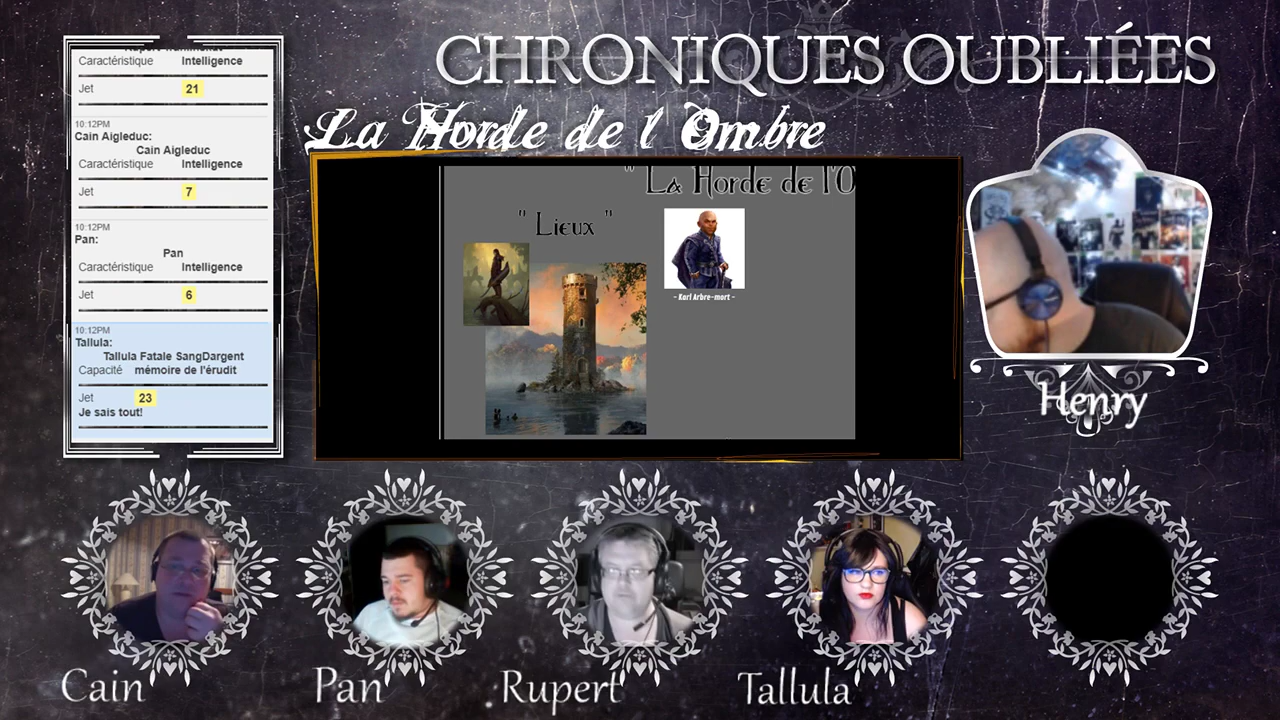 CHRONIQUES OUBLIÉES
La Horde de l'Ombre
Caractéristique Intelligence
Jet 21
10:12PM
Cain Aigleduc:
Cain Aigleduc
Caractéristique Intelligence
Jet 7
10:12PM
Pan:
Pan
Caractéristique Intelligence
Jet 6
10:12PM
Tallula:
Tallula Fatale SangDargent
Capacité mémoire de l'érudit
Jet 23
Je sais tout!
" La Horde de l'O
" Lieux "
~ Karl Arbre-mort ~
Henry
Cain
Pan
Rupert
Tallula